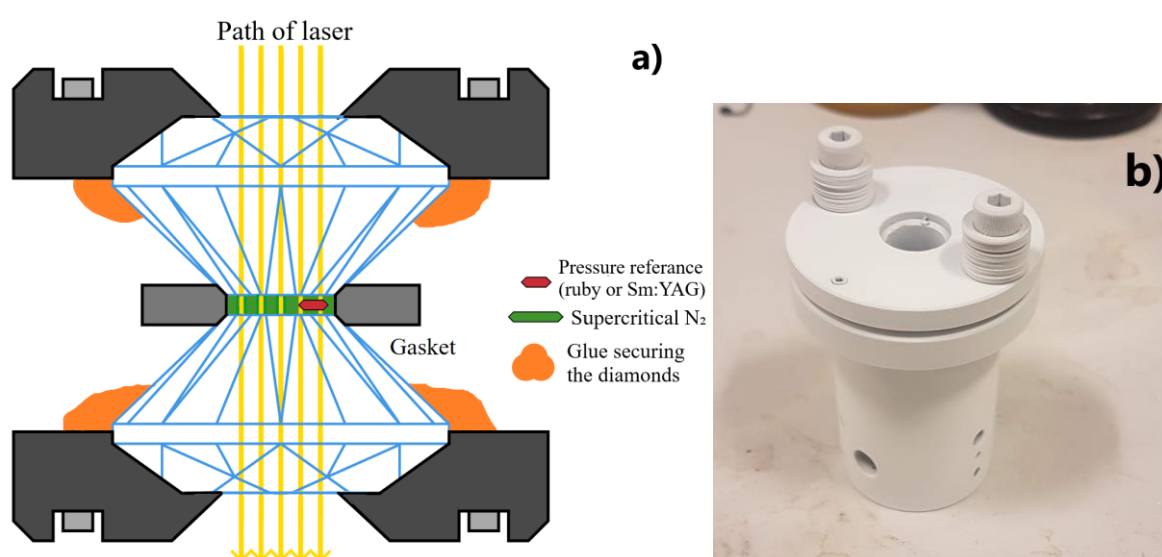 Path of laser
a)
b)
Pressure referance
(ruby or Sm:YAG)
Supercritical N₂
Gasket
Glue securing
the diamonds